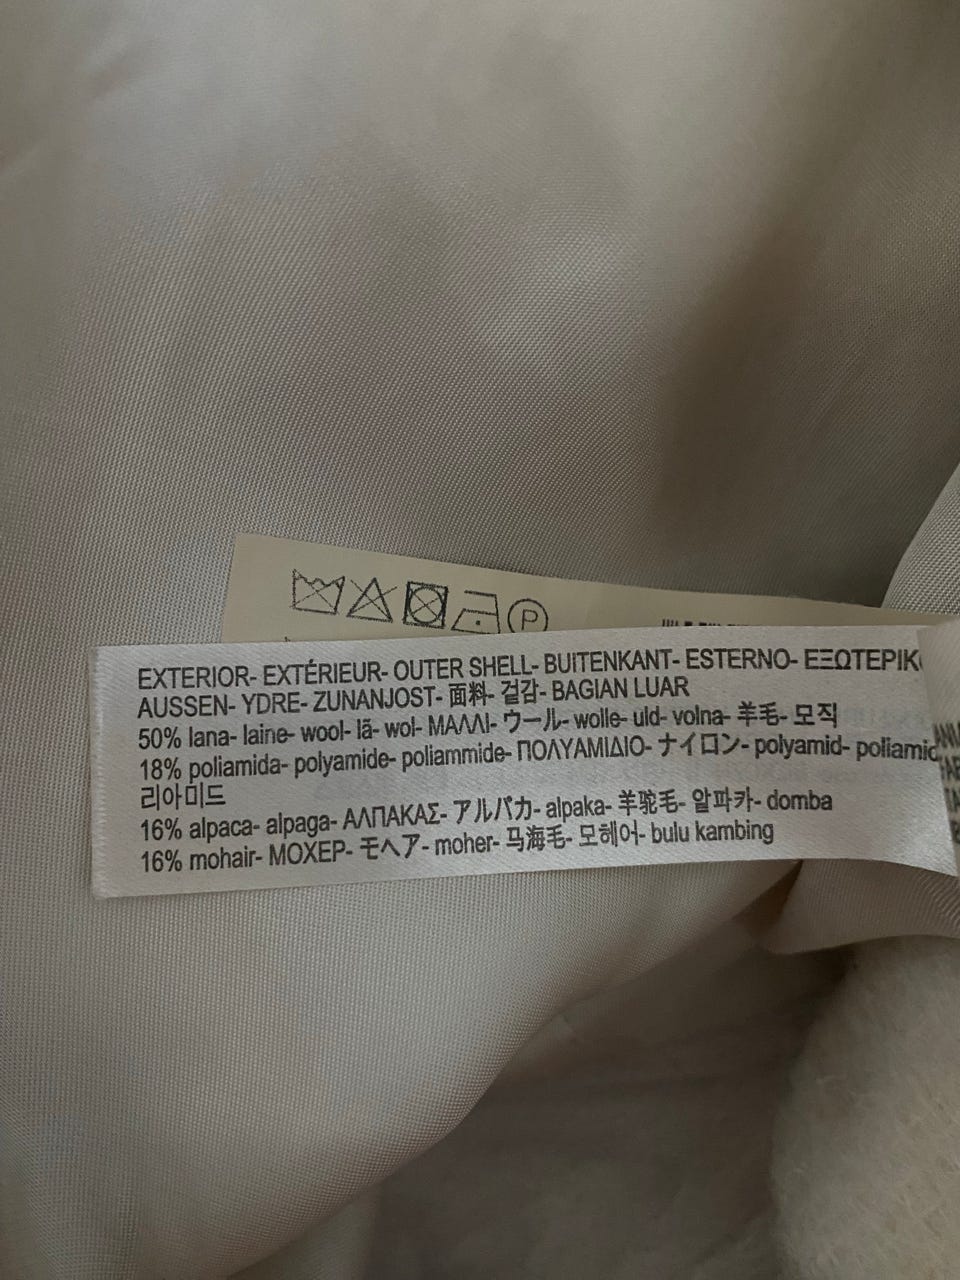 P
EXTERIOR- EXTÉRIEUR- OUTER SHELL- BUITENKANT- ESTERNO- ΕΞΩΤΕΡΙΚ
AUSSEN- YDRE- ZUNANJOST- 面料- 겉감- BAGIAN LUAR
50% lana- laine- wool- lã- wol- ΜΑΛΛΙ- ウール- wolle- uld- volna- 羊毛- 모직
18% poliamida- polyamide- poliammide- ΠΟΛΥΑΜΙΔΙΟ- ナイロン- polyamid- poliamid
리아미드
16% alpaca- alpaga- ΑΛΠΑΚΑΣ- アルパカ- alpaka- 羊驼毛- 알파카- domba
16% mohair- ΜΟΧΕΡ- モヘア- moher- 马海毛- 모헤어- bulu kambing